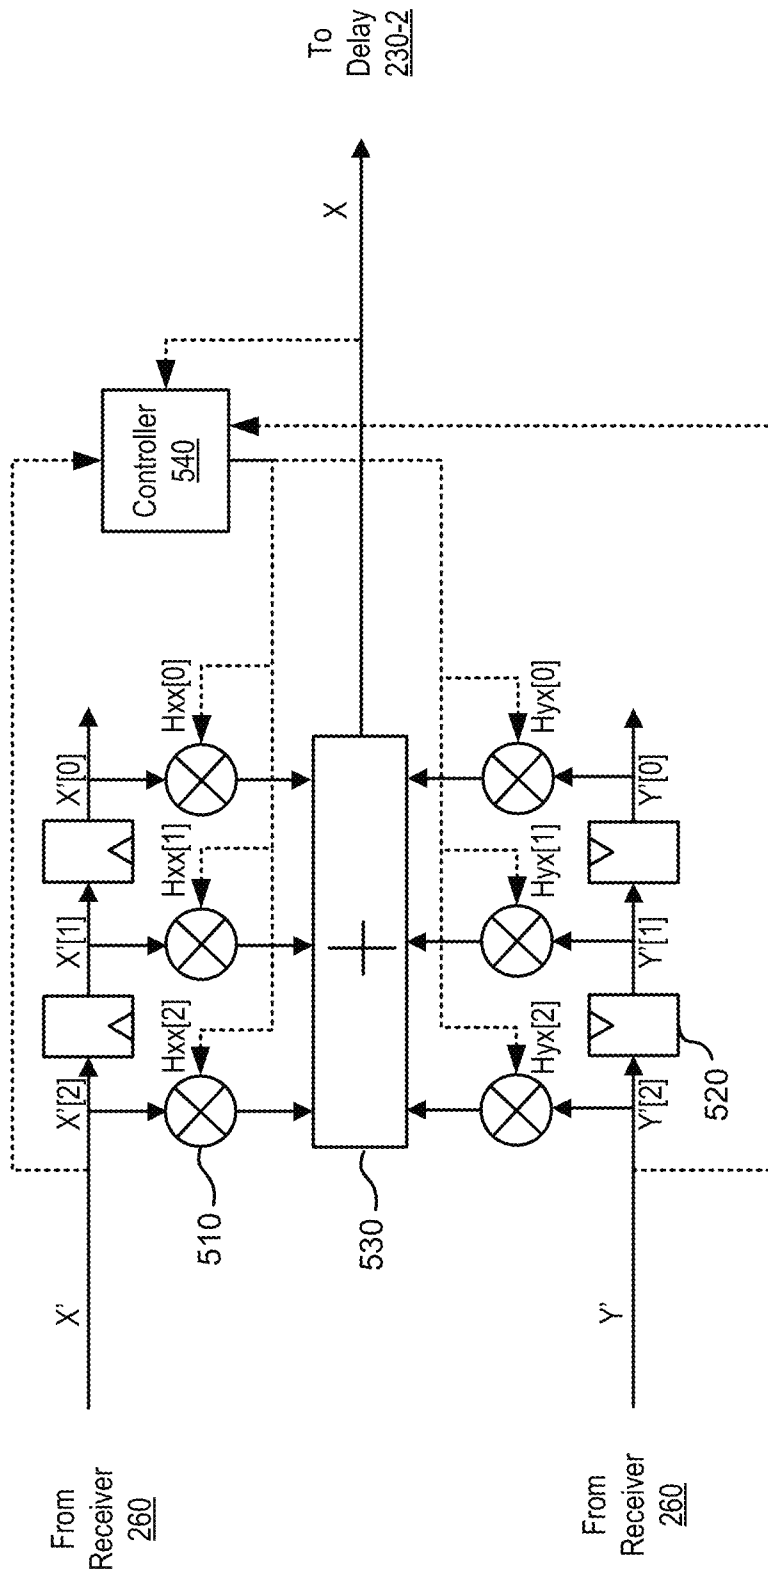 From
Receiver
260
X'
X'[2]
X'[1]
X'[0]
510
Hxx[2]
Hxx[1]
Hxx[0]
Controller
540
530
+
X
To
Delay
230-2
Hyx[2]
Hyx[1]
Hyx[0]
From
Receiver
260
Y'
Y'[2]
Y'[1]
Y'[0]
520